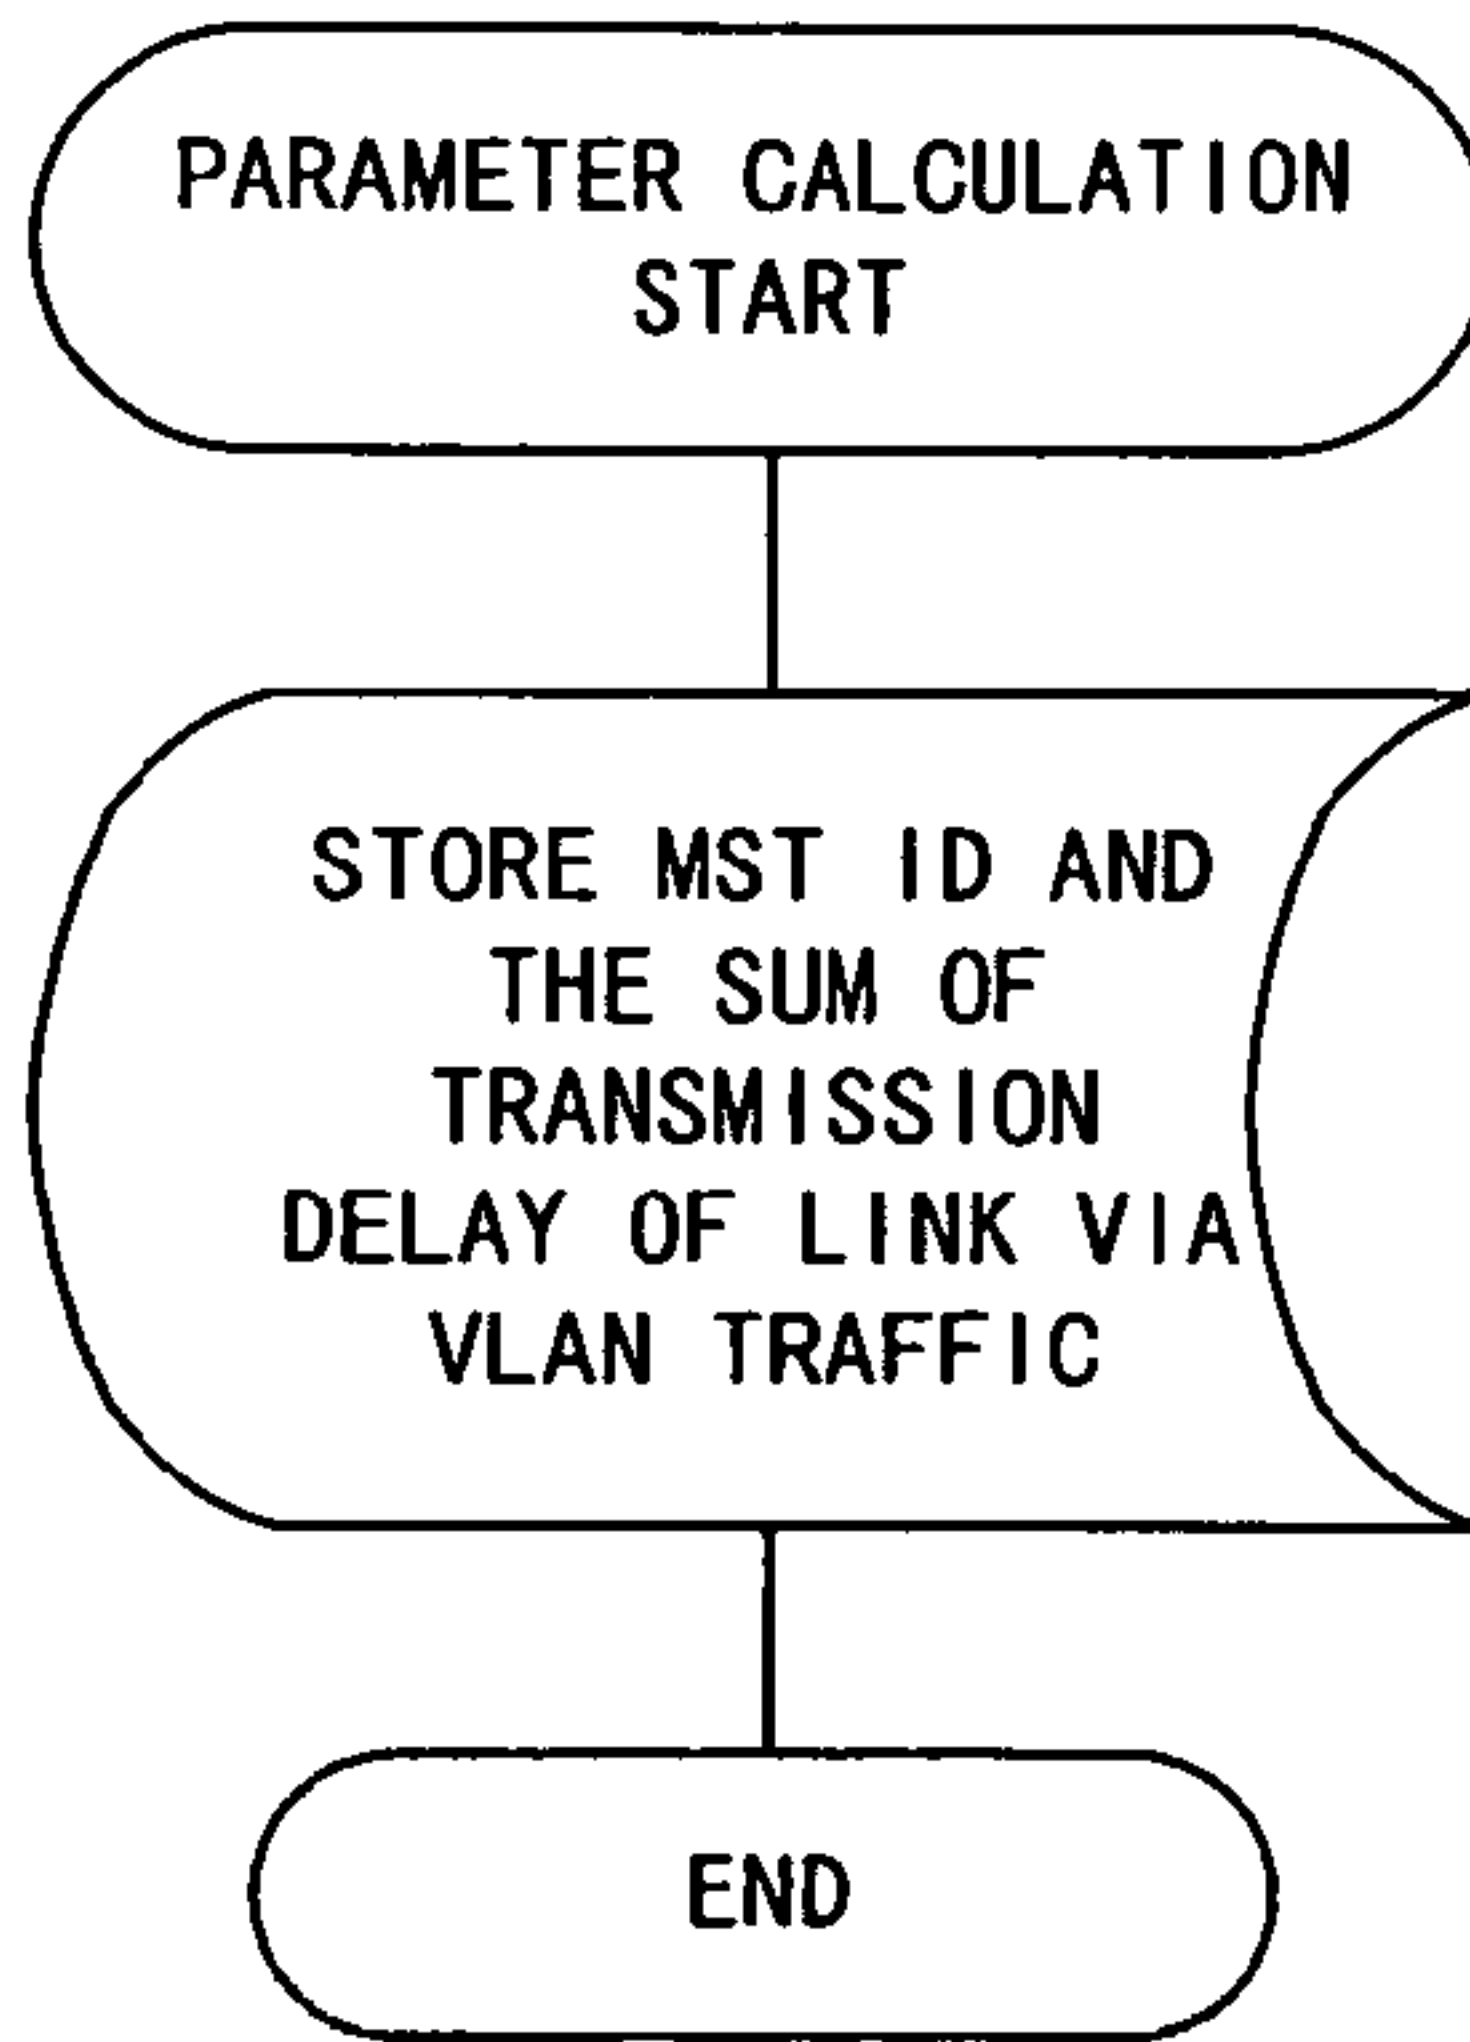 PARAMETER CALCULATION
START
STORE MST ID AND
THE SUM OF
TRANSMISSION
DELAY OF LINK VIA
VLAN TRAFFIC
END